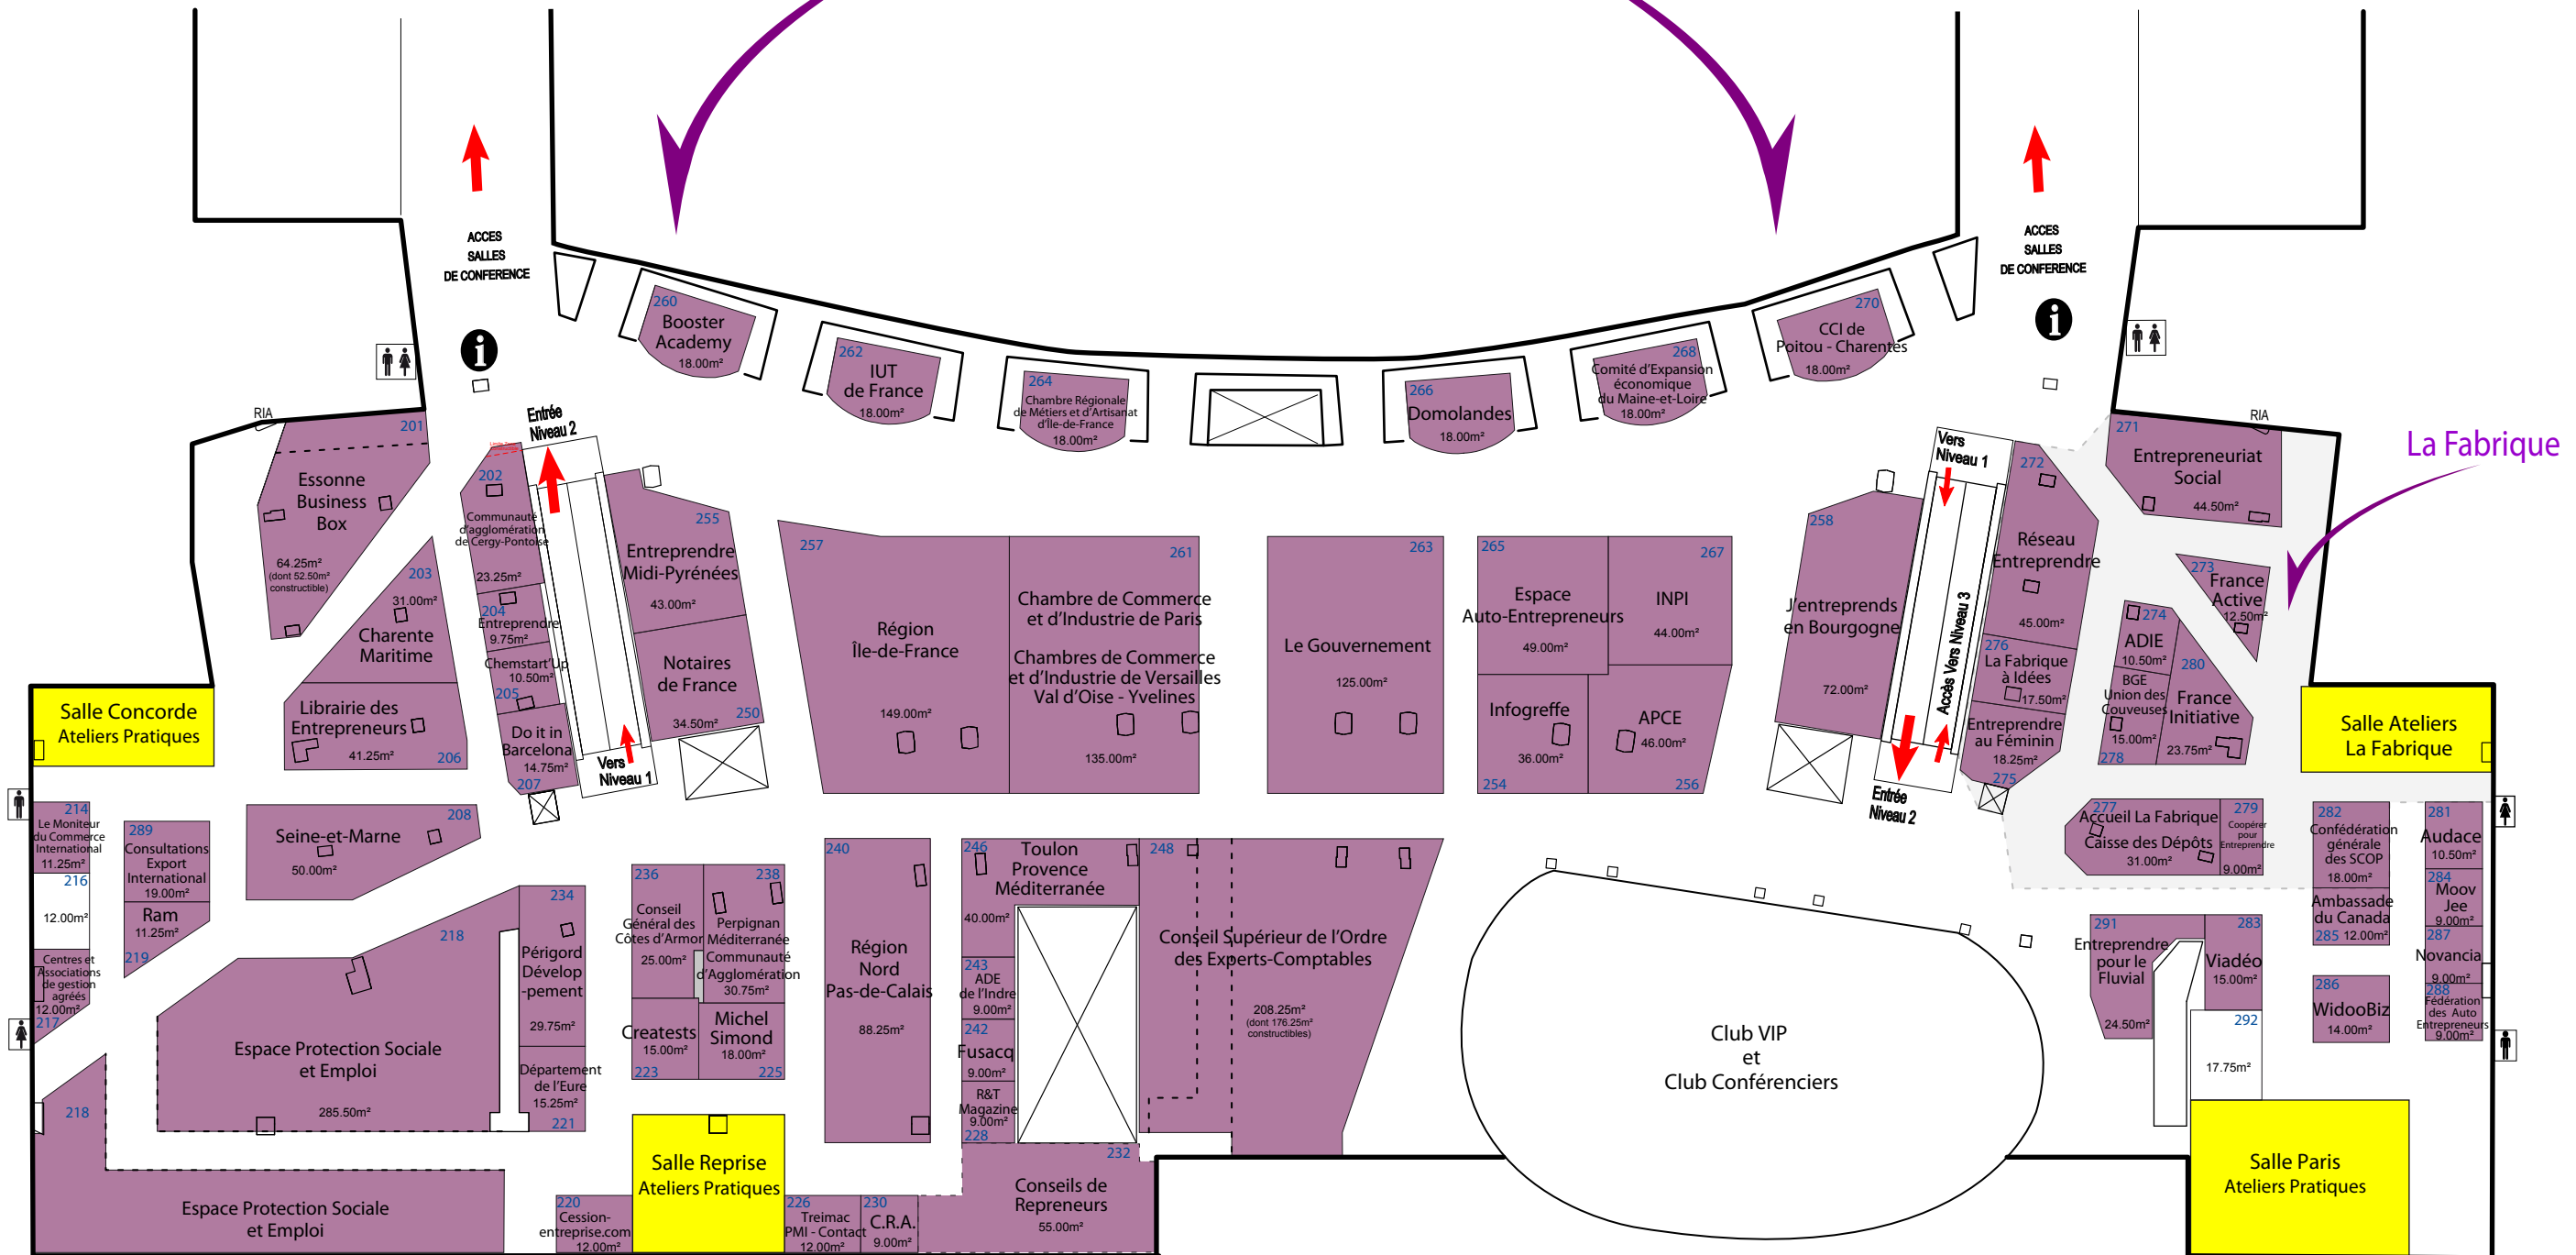 ACCES
SALLES
DE CONFERENCE
ACCES
SALLES
DE CONFERENCE
260
Booster
Academy
18.00m²
262
IUT
de France
18.00m²
264
Chambre Régionale
de Métiers et d'Artisanat
d'Île-de-France
18.00m²
266
Domolandes
18.00m²
268
Comité d'Expansion
économique
du Maine-et-Loire
18.00m²
270
CCI de
Poitou - Charentes
18.00m²
RIA
201
Essonne
Business
Box
64.25m²
(dont 52.50m²
constructible)
Entrée
Niveau 2
202
Communauté
d'agglomération
de Cergy-Pontoise
23.25m²
203
31.00m²
Charente
Maritime
204
Entreprendre
9.75m²
Chemstart'Up
10.50m²
205
Do it in
Barcelona
14.75m²
207
Vers
Niveau 1
Librairie des
Entrepreneurs
41.25m²
206
255
Entreprendre
Midi-Pyrénées
43.00m²
Notaires
de France
34.50m²
250
257
Région
Île-de-France
149.00m²
261
Chambre de Commerce
et d'Industrie de Paris
Chambres de Commerce
et d'Industrie de Versailles
Val d'Oise - Yvelines
135.00m²
263
Le Gouvernement
125.00m²
265
Espace
Auto-Entrepreneurs
49.00m²
267
INPI
44.00m²
Infogreffe
36.00m²
254
APCE
46.00m²
256
258
J'entreprends
en Bourgogne
72.00m²
Vers
Niveau 1
Accès Vers Niveau 3
Entrée
Niveau 2
272
Réseau
Entreprendre
45.00m²
276
La Fabrique
à Idées
17.50m²
Entreprendre
au Féminin
18.25m²
275
RIA
271
Entrepreneuriat
Social
44.50m²
La Fabrique
273
France
Active
12.50m²
274
ADIE
10.50m²
BGE
Union des
Couveuses
15.00m²
278
280
France
Initiative
23.75m²
Salle Concorde
Ateliers Pratiques
Salle Ateliers
La Fabrique
214
Le Moniteur
du Commerce
International
11.25m²
216
12.00m²
Centres et
Associations
de gestion
agréés
12.00m²
217
289
Consultations
Export
International
19.00m²
Ram
11.25m²
219
208
Seine-et-Marne
50.00m²
218
Espace Protection Sociale
et Emploi
285.50m²
234
Périgord
Dévelop
-pement
29.75m²
Département
de l'Eure
15.25m²
221
218
Espace Protection Sociale
et Emploi
236
Conseil
Général des
Côtes d'Armor
25.00m²
238
Perpignan
Méditerranée
Communauté
d'Agglomération
30.75m²
Createsets
15.00m²
223
Michel
Simond
18.00m²
225
Salle Reprise
Ateliers Pratiques
220
Cession-
entreprise.com
12.00m²
226
Treimac
PMI - Contact
12.00m²
230
C.R.A.
9.00m²
240
Région
Nord
Pas-de-Calais
88.25m²
246
Toulon
Provence
Méditerranée
40.00m²
243
ADE
de l'Indre
9.00m²
242
Fusacq
9.00m²
R&T
Magazine
9.00m²
228
232
Conseils de
Repreneurs
55.00m²
248
Conseil Supérieur de l'Ordre
des Experts-Comptables
208.25m²
(dont 176.25m²
constructibles)
Club VIP
et
Club Conférenciers
277
Accueil La Fabrique
Caisse des Dépôts
31.00m²
279
Coopérer
pour
Entreprendre
9.00m²
282
Confédération
générale
des SCOP
18.00m²
Ambassade
du Canada
285 12.00m²
281
Audace
10.50m²
284
Moov
Jee
9.00m²
287
Novancia
9.00m²
288
Fédération
des Auto
Entrepreneurs
9.00m²
286
WidooBiz
14.00m²
291
Entreprendre
pour le
Fluvial
24.50m²
283
Viadéo
15.00m²
292
17.75m²
Salle Paris
Ateliers Pratiques